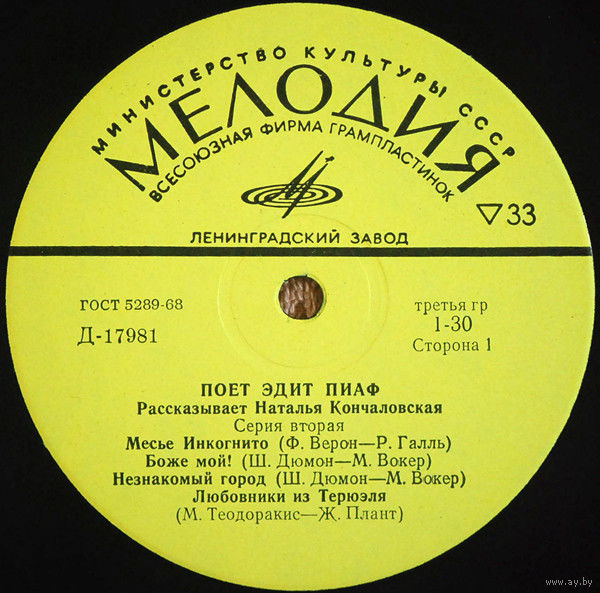 МИНИСТЕРСТВО КУЛЬТУРЫ СССР
МЕЛОДИЯ
ВСЕСОЮЗНАЯ ФИРМА ГРАМПЛАСТИНОК
33
ЛЕНИНГРАДСКИЙ ЗАВОД
ГОСТ 5289-68
Д-17981
третья гр
1-30
Сторона 1
ПОЕТ ЭДИТ ПИАФ
Рассказывает Наталья Кончаловская
Серия вторая
Месье Инкогнито (Ф. Верон—Р. Галль)
Боже мой! (Ш. Дюмон—М. Вокер)
Незнакомый город (Ш. Дюмон—М. Вокер)
Любовники из Терюэля
(М. Теодоракис—Ж. Плант)
www.ay.by